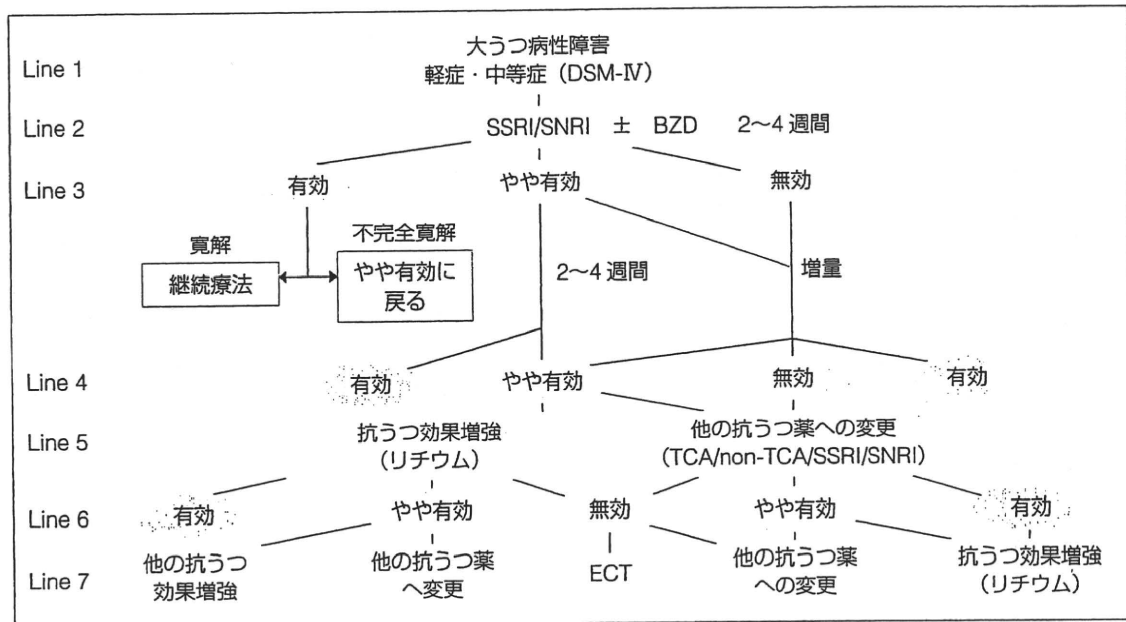 大うつ病性障害
Line 1
軽症・中等症（DSM-Ⅳ）
Line 2 SSRI/SNRI ± BZD 2〜4 週間
Line 3 有効 やや有効 無効
寛解 不完全寛解
継続療法 やや有効に
戻る
2〜4 週間 増量
Line 4 有効 やや有効 無効 有効
Line 5 抗うつ効果増強 他の抗うつ薬への変更
（リチウム） （TCA/non-TCA/SSRI/SNRI）
Line 6 有効 やや有効 無効 やや有効 有効
Line 7 他の抗うつ 他の抗うつ薬 ECT 他の抗うつ薬 抗うつ効果増強
効果増強 へ変更 への変更 （リチウム）